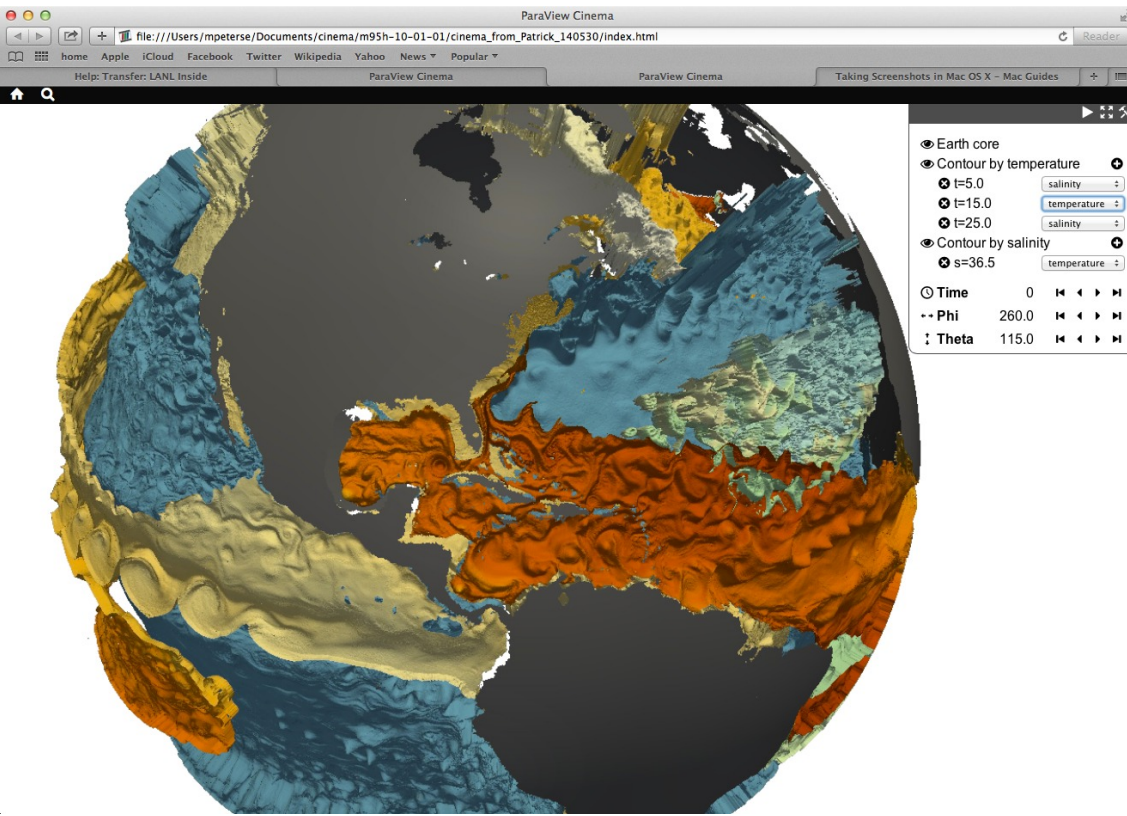 ParaView Cinema
file:///Users/mpeterse/Documents/cinema/m95h-10-01-01/cinema_from_Patrick_140530/index.html
Reader
home Apple iCloud Facebook Twitter Wikipedia Yahoo News Popular
Help: Transfer: LANL Inside ParaView Cinema ParaView Cinema Taking Screenshots in Mac OS X – Mac Guides
Earth core
Contour by temperature
t=5.0 salinity
t=15.0 temperature
t=25.0 salinity
Contour by salinity
s=36.5 temperature
Time 0
Phi 260.0
Theta 115.0